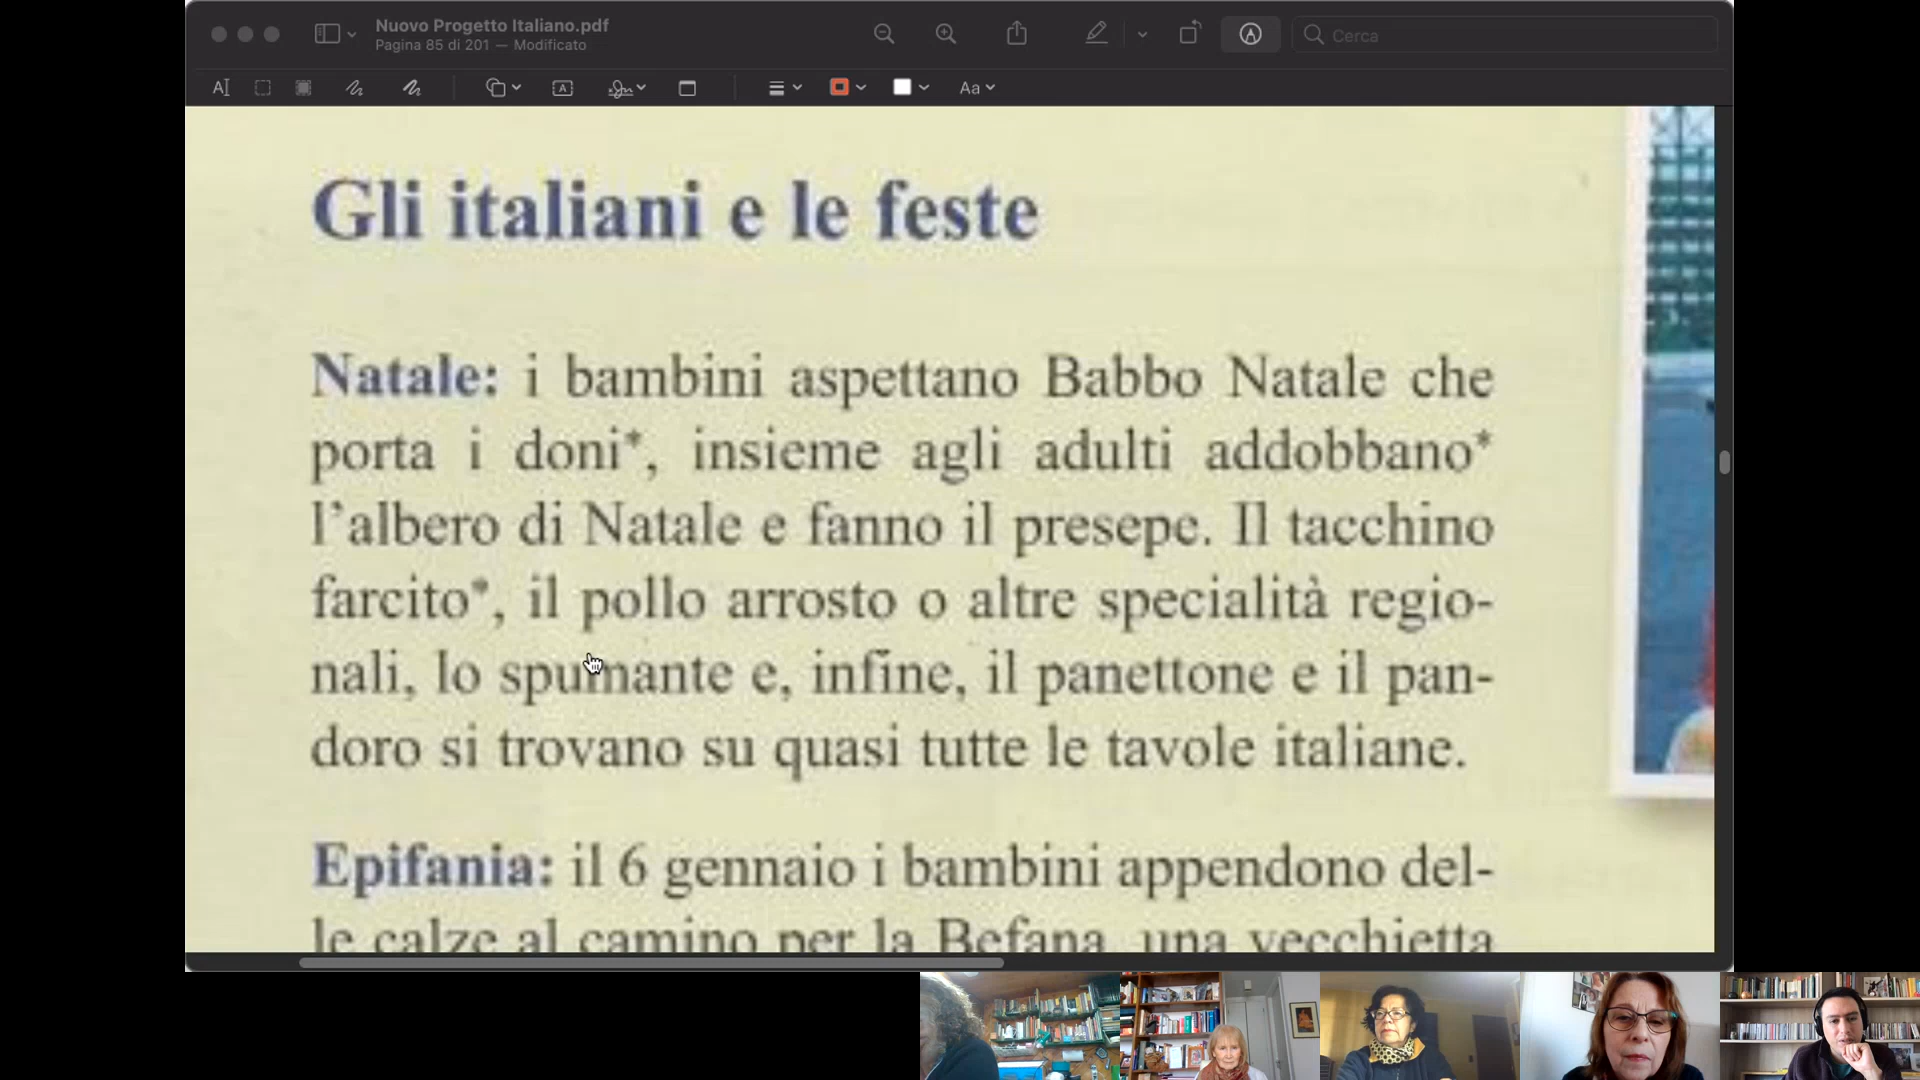 Nuovo Progetto Italiano.pdf
Pagina 85 di 201 — Modificato
Cerca
Aa
Gli italiani e le feste
Natale: i bambini aspettano Babbo Natale che
porta i doni*, insieme agli adulti addobbano*
l'albero di Natale e fanno il presepe. Il tacchino
farcito*, il pollo arrosto o altre specialità regio-
nali, lo spumante e, infine, il panettone e il pan-
doro si trovano su quasi tutte le tavole italiane.
Epifania: il 6 gennaio i bambini appendono del-
le calze al camino per la Befana, una vecchietta